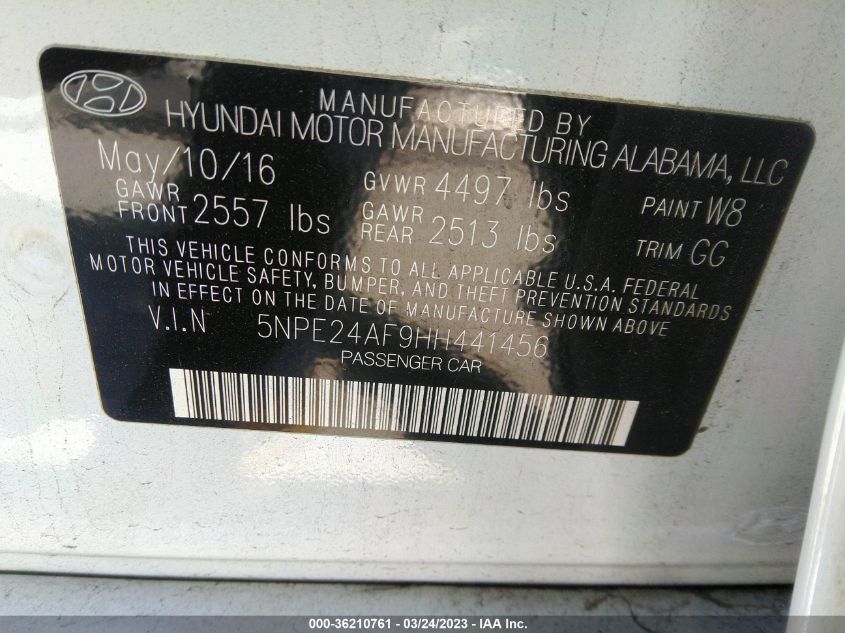 MANUFACTURED BY
HYUNDAI MOTOR MANUFACTURING ALABAMA, LLC
May/10/16 GVWR 4497 lbs PAINT W8
GAWR FRONT 2557 lbs GAWR REAR 2513 lbs TRIM GG
THIS VEHICLE CONFORMS TO ALL APPLICABLE U.S.A. FEDERAL
MOTOR VEHICLE SAFETY, BUMPER, AND THEFT PREVENTION STANDARDS
IN EFFECT ON THE DATE OF MANUFACTURE SHOWN ABOVE
V.I.N 5NPE24AF9HH441456
PASSENGER CAR
000-36210761 - 03/24/2023 - IAA Inc.